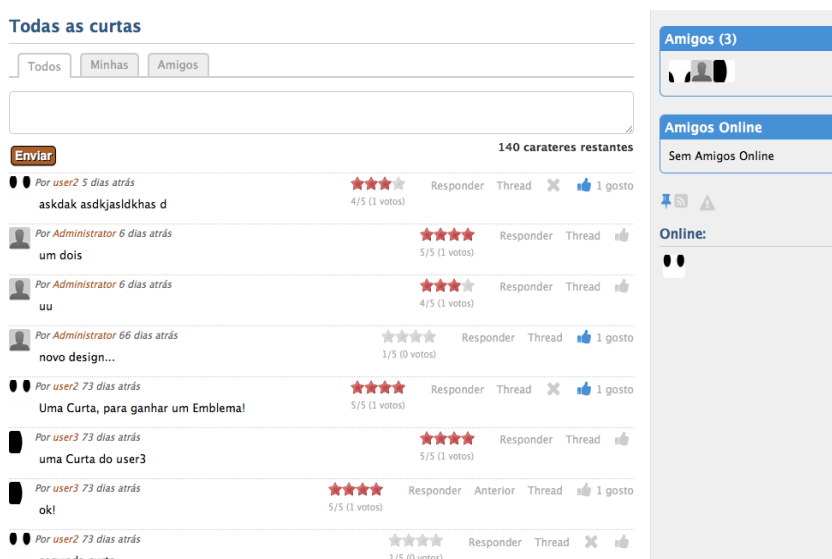 Todas as curtas
Todos Minhas Amigos
Enviar 140 carateres restantes
Por user2 5 dias atrás Responder Thread 1 gosto
4/5 (1 votos)
askdak asdkjasldkhas d
Por Administrator 6 dias atrás Responder Thread
5/5 (1 votos)
um dois
Por Administrator 6 dias atrás Responder Thread
4/5 (1 votos)
uu
Por Administrator 66 dias atrás Responder Thread 1 gosto
1/5 (0 votos)
novo design...
Por user2 73 dias atrás Responder Thread 1 gosto
5/5 (1 votos)
Uma Curta, para ganhar um Emblema!
Por user3 73 dias atrás Responder Thread
5/5 (1 votos)
uma Curta do user3
Por user3 73 dias atrás Responder Anterior Thread 1 gosto
5/5 (1 votos)
ok!
Por user2 73 dias atrás Responder Thread
1/5 (0 votos)
Amigos (3)
Amigos Online
Sem Amigos Online
Online: